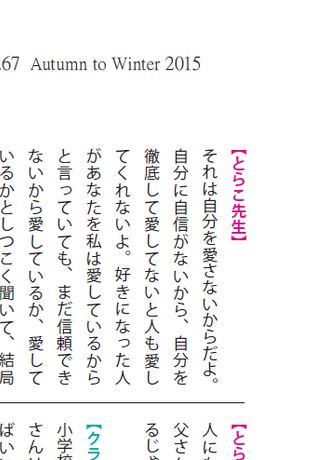 .67 Autumn to Winter 2015
【とらこ先生】
それは自分を愛さないからだよ。
自分に自信がないから、自分を
徹底して愛してないと人も愛し
てくれないよ。好きになった人
があなたを私は愛しているから
と言っていても、まだ信頼でき
ないから愛しているか、愛して
いるかとしつこく聞いて、結局
【とら
人に
父さん
るじゃ
【クラ
小学校
さんに
ばい